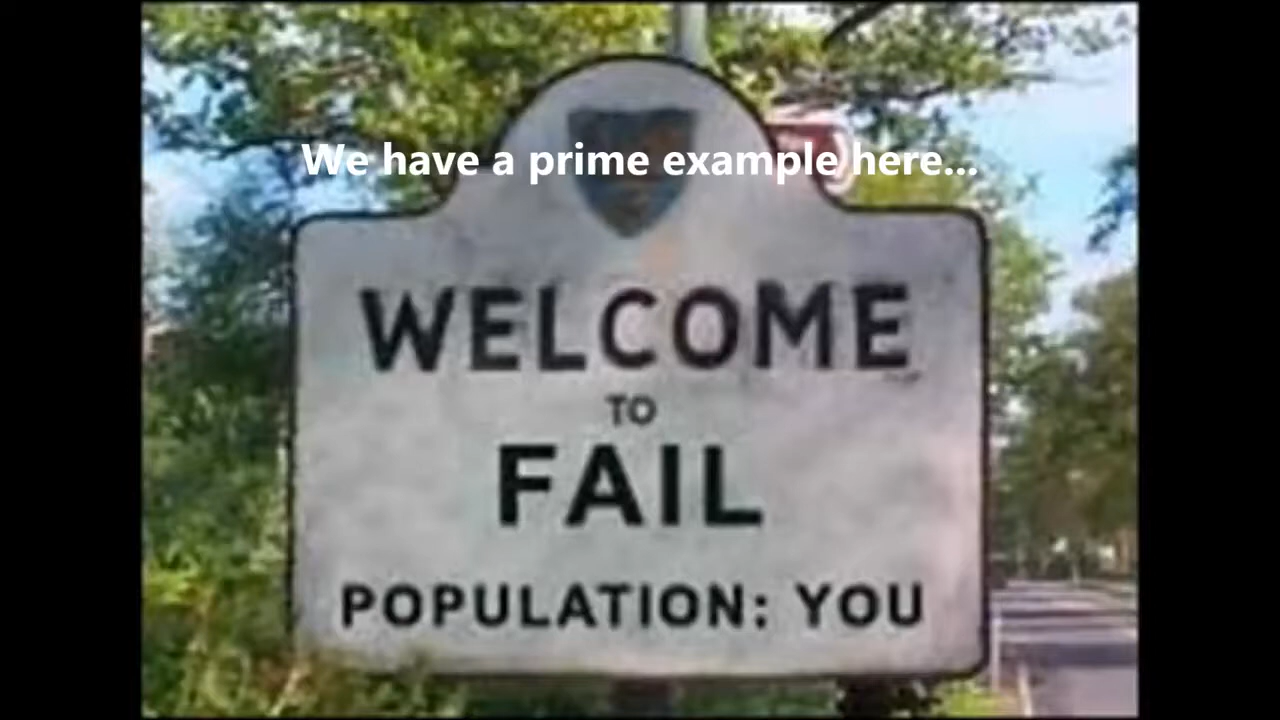 We have a prime example here...
WELCOME
TO
FAIL
POPULATION: YOU